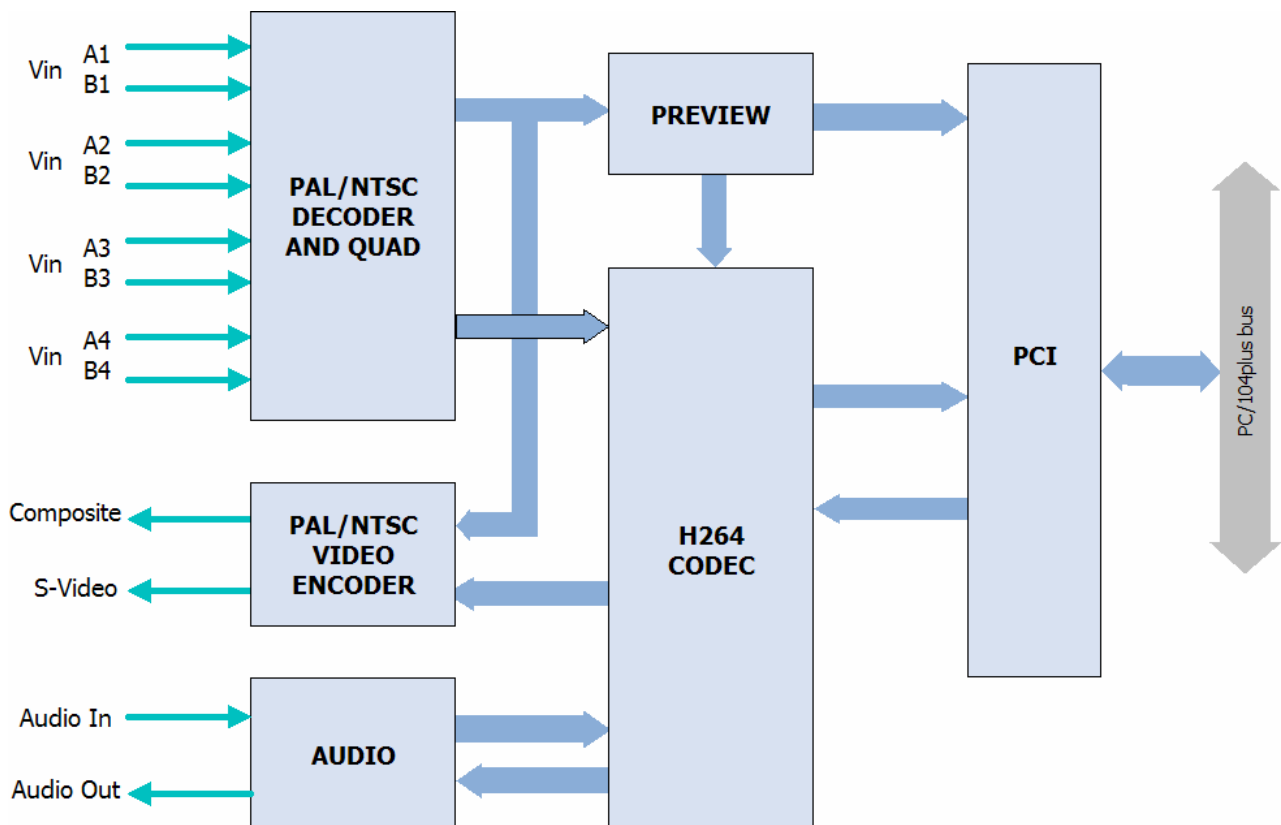 Vin A1
B1
Vin A2
B2
Vin A3
B3
Vin A4
B4
PAL/NTSC
DECODER
AND QUAD
PREVIEW
PCI
PC/104plus bus
H264
CODEC
Composite
S-Video
PAL/NTSC
VIDEO
ENCODER
Audio In
Audio Out
AUDIO